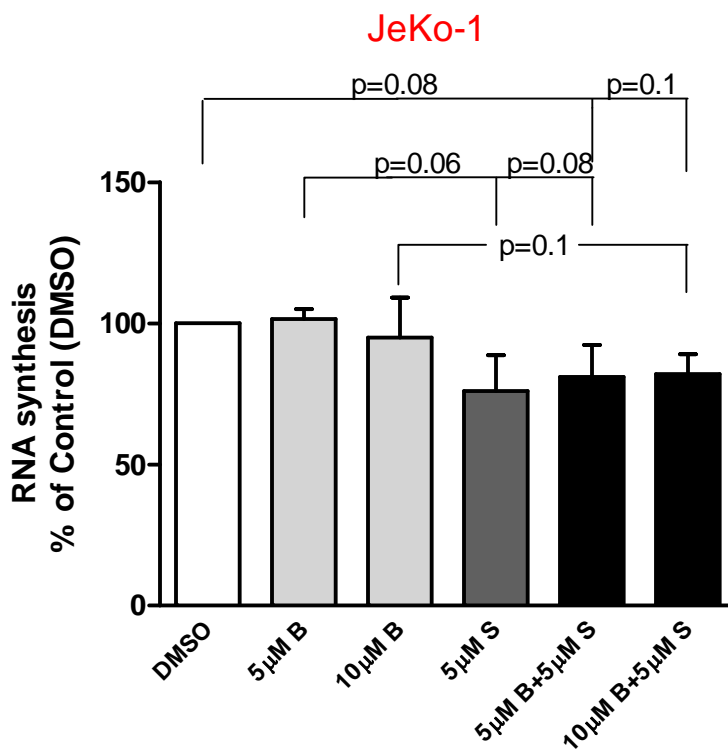 JeKo-1
p=0.08
p=0.1
p=0.06
p=0.08
p=0.1
150
100
50
0
RNA synthesis
% of Control (DMSO)
DMSO
5μM B
10μM B
5μM S
5μM B+5μM S
10μM B+5μM S